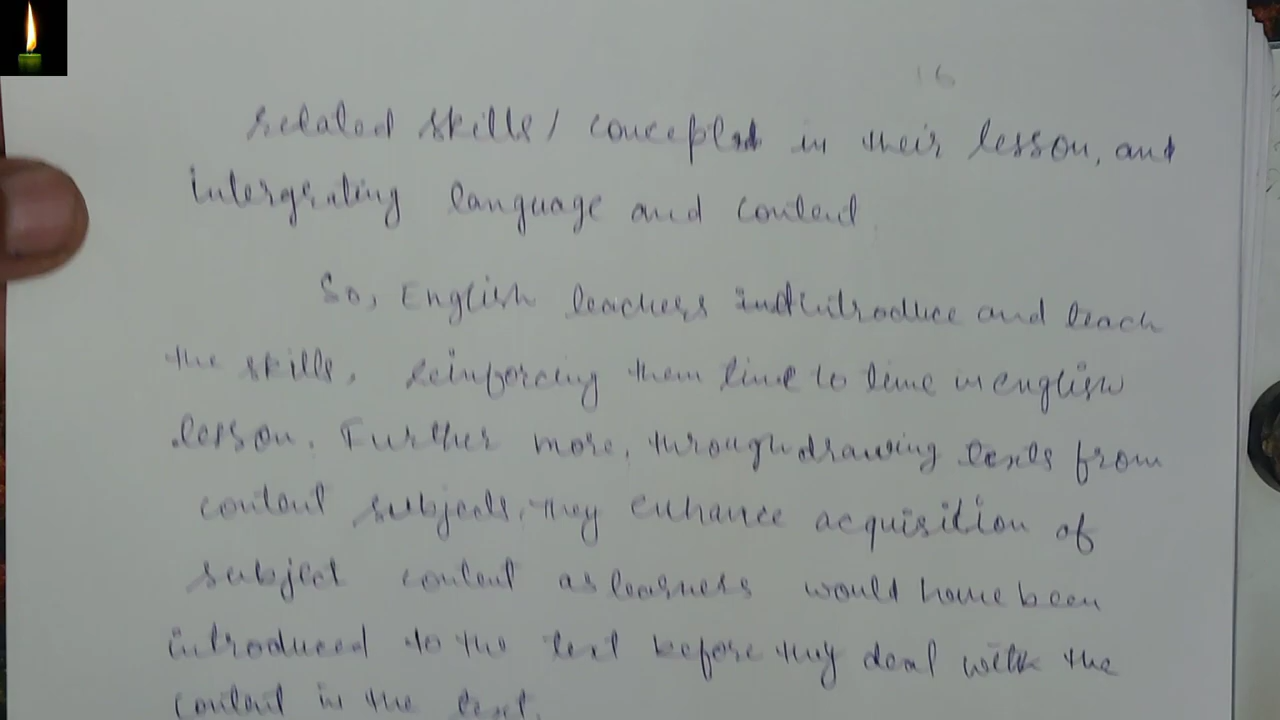 16
related skills/ concepts in their lesson, and
intergrating language and content
So, English teachers introduce and teach
the skills, reinforcing them time to time in english
lesson. Further more, through drawing texts from
content subjects, they enhance acquisition of
subject content as learners would have been
introduced to the text before they deal with the
content in the text.